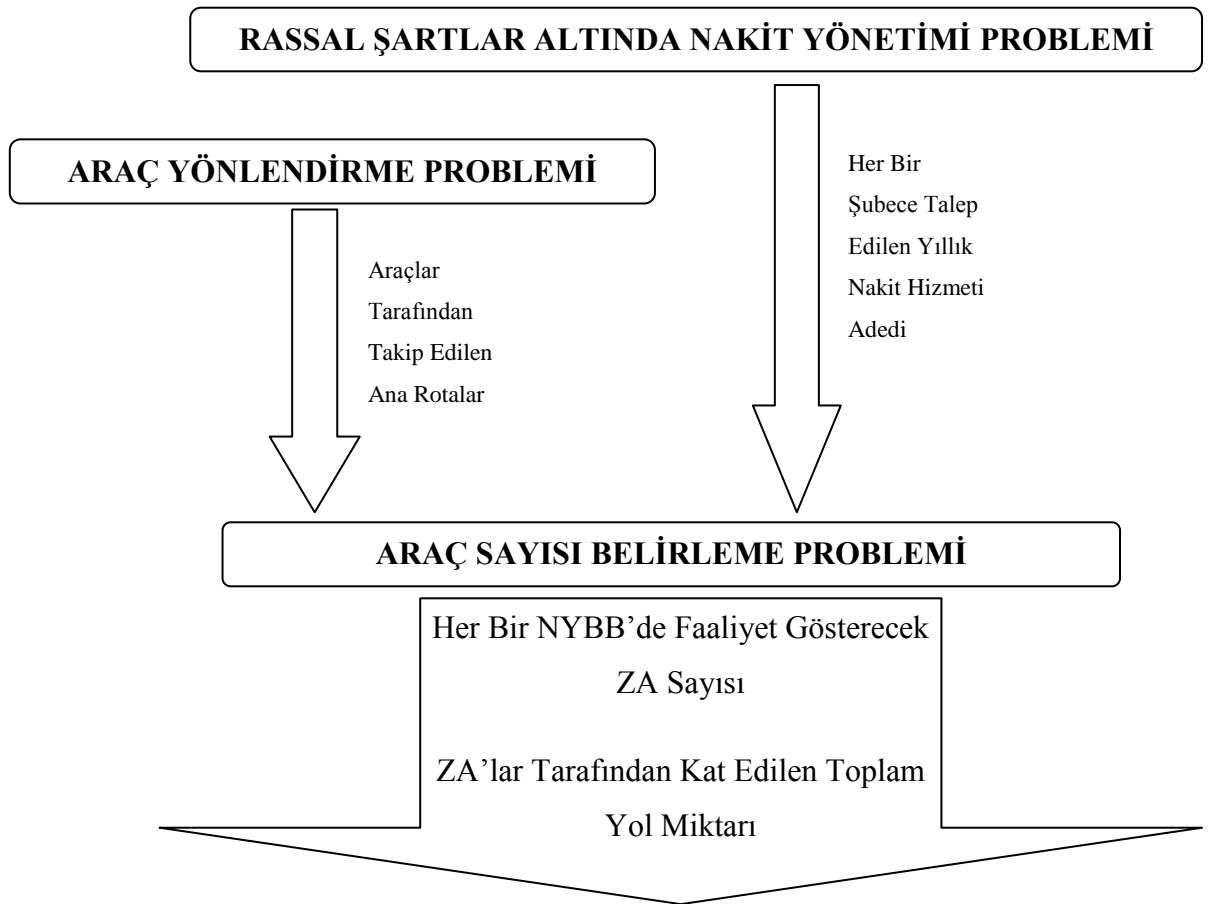 RASSAL ŞARTLAR ALTINDA NAKİT YÖNETİMİ PROBLEMİ
ARAÇ YÖNLENDİRME PROBLEMİ
Her Bir
Şubece Talep
Edilen Yıllık
Nakit Hizmeti
Adedi
Araçlar
Tarafından
Takip Edilen
Ana Rotalar
ARAÇ SAYISI BELİRLEME PROBLEMİ
Her Bir NYBB’de Faaliyet Gösterecek
ZA Sayısı
ZA’lar Tarafından Kat Edilen Toplam
Yol Miktarı